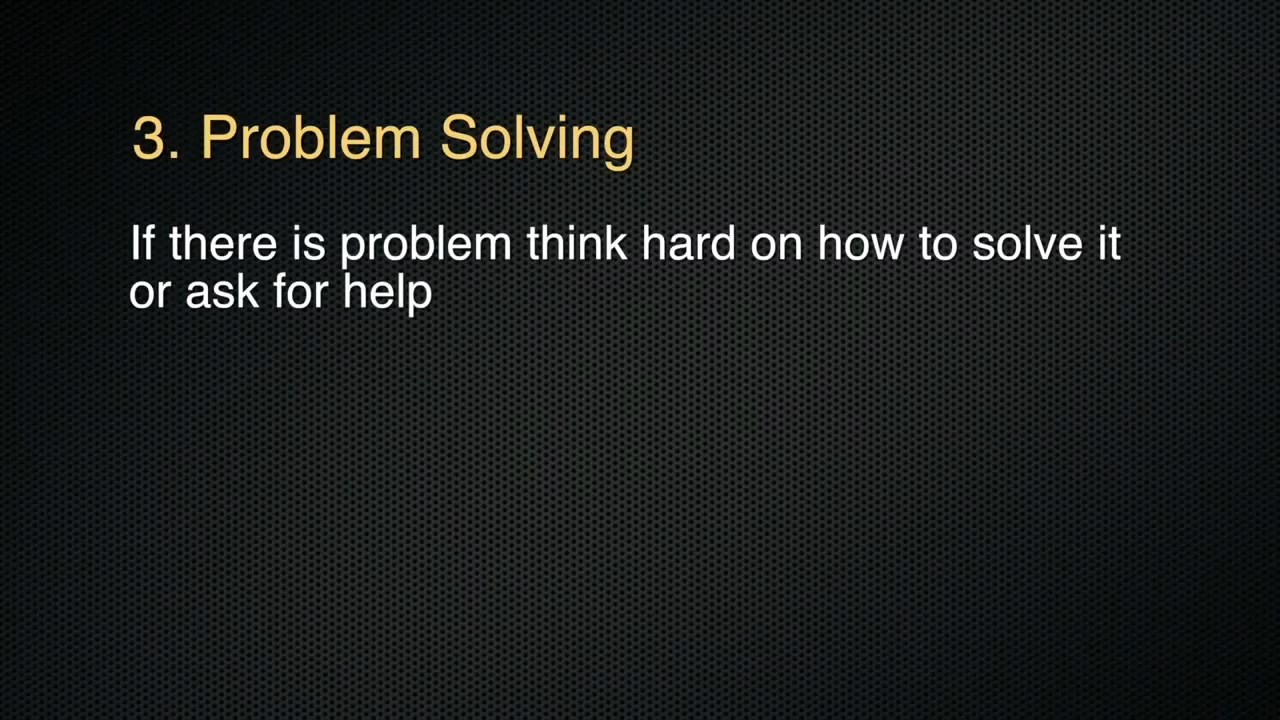 3. Problem Solving
If there is problem think hard on how to solve it
or ask for help